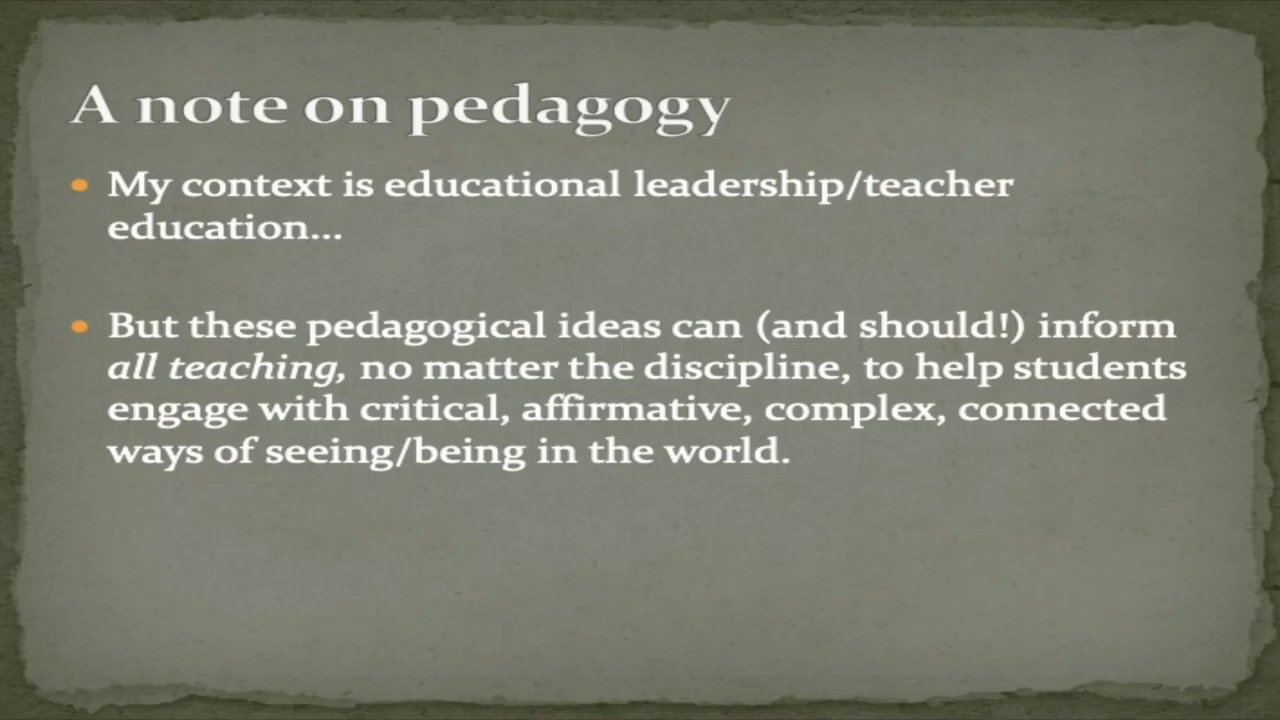 A note on pedagogy
My context is educational leadership/teacher
education...
But these pedagogical ideas can (and should!) inform
all teaching, no matter the discipline, to help students
engage with critical, affirmative, complex, connected
ways of seeing/being in the world.